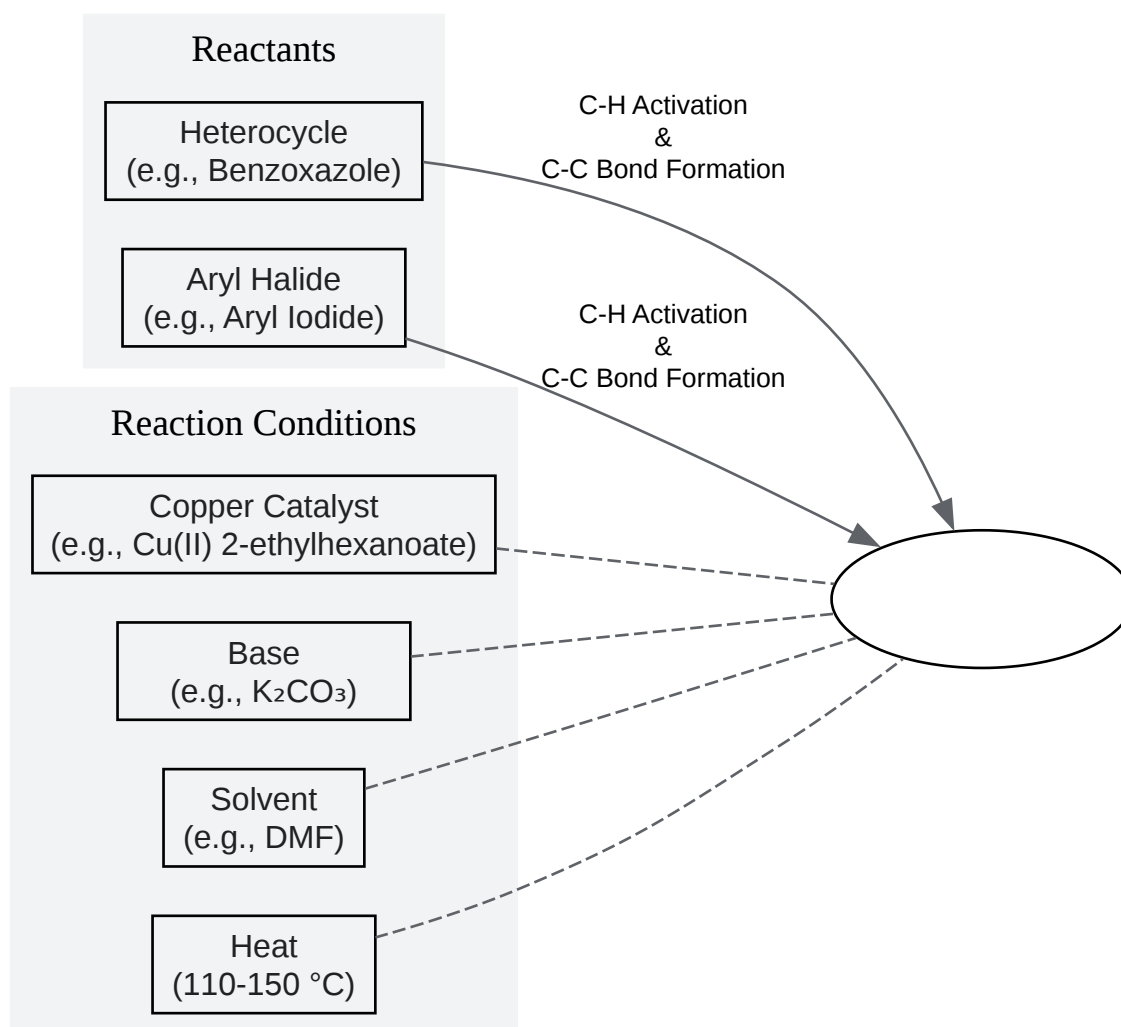 Reactants
Heterocycle
(e.g., Benzoxazole)
Aryl Halide
(e.g., Aryl Iodide)
C-H Activation
&
C-C Bond Formation
C-H Activation
&
C-C Bond Formation
Reaction Conditions
Copper Catalyst
(e.g., Cu(II) 2-ethylhexanoate)
Base
(e.g., K₂CO₃)
Solvent
(e.g., DMF)
Heat
(110-150 °C)